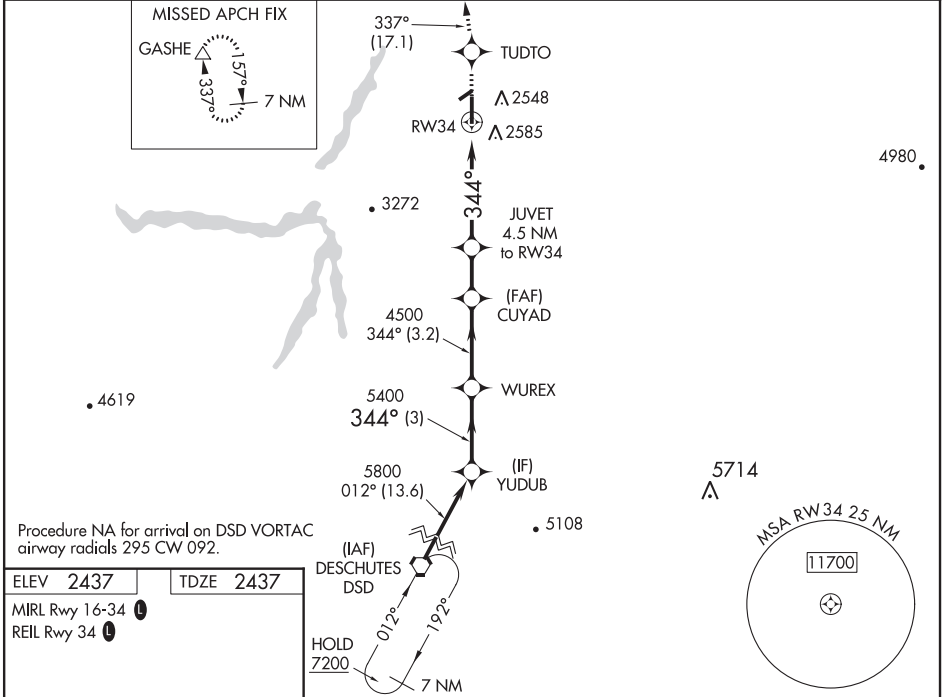 MISSED APCH FIX
GASHE
157°
337°
7 NM
337°
(17.1)
TUDTO
2548
RW34
2585
4980
3272
344°
JUVET
4.5 NM
to RW34
(FAF)
CUYAD
4500
344° (3.2)
WUREX
4619
5400
344° (3)
(IF)
YUDUB
5800
012° (13.6)
5714
5108
Procedure NA for arrival on DSD VORTAC
airway radials 295 CW 092.
(IAF)
DESCHUTES
DSD
MSA RW34 25 NM
11700
ELEV 2437
TDZE 2437
MIRL Rwy 16-34 L
REIL Rwy 34 L
012°
192°
HOLD
7200
7 NM